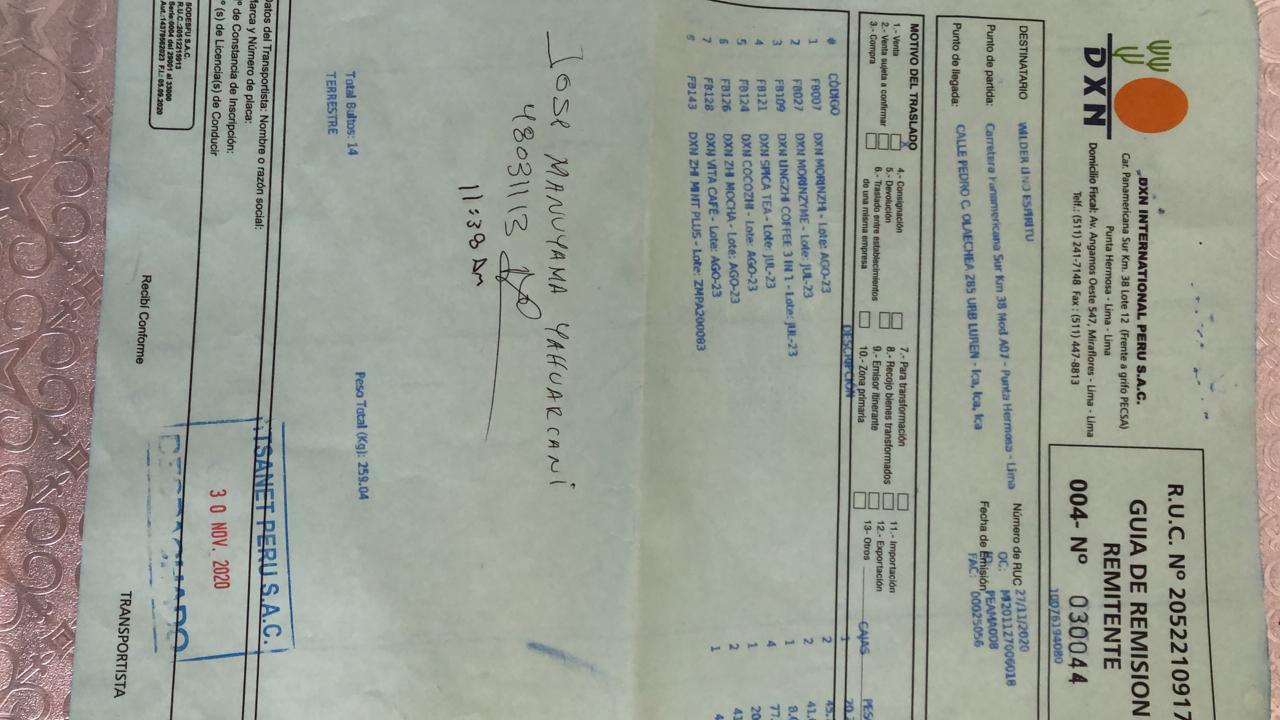 DXN
DXN INTERNATIONAL PERU S.A.C.
Car. Panamericana Sur Km. 38 Lote 12 (Frente a grifo PECSA)
Punta Hermosa - Lima - Lima
Domicilio Fiscal: Av. Angamos Oeste 547, Miraflores - Lima - Lima
Telf.: (511) 241-7148 Fax : (511) 447-8813
R.U.C. Nº 2052210917
GUIA DE REMISION
REMITENTE
004- Nº 030044
DESTINATARIO WILDER LINO ESPIRITU
Número de RUC 10076194080
Punto de partida: Carretera Panamericana Sur Km 38 Mod A07 - Punta Hermosa - Lima
Fecha de Emisión 27/11/2020
Punto de llegada: CALLE PEDRO C. OLAECHEA 285 URB LUREN - Ica, Ica, Ica
OC: MI201127006018
PEAMA008
FAC: 00025056
MOTIVO DEL TRASLADO
1.- Venta X
2.- Venta sujeta a confirmar
3.- Compra
4.- Consignación
5.- Devolución
6.- Traslado entre establecimientos
de una misma empresa
7.- Para transformación
8.- Recojo bienes transformados
9.- Emisor Itinerante
10.- Zona primaria
11.- Importación
12.- Exportación
13- Otros
# CÓDIGO DESCRIPCIÓN CAJAS
1 FB007 DXN MORINZHI - Lote: AGO-23
2 FB027 DXN MORINZYME - Lote: JUL-23
3 FB109 DXN LINGZHI COFFEE 3 IN 1 - Lote: JUL-23
4 FB121 DXN SPICA TEA - Lote: JUL-23
5 FB124 DXN COCOZHI - Lote: AGO-23
6 FB126 DXN ZHI MOCHA - Lote: AGO-23
7 FB128 DXN VITA CAFÉ - Lote: AGO-23
FB143 DXN ZHI MINT PLUS - Lote: ZMPA200083
JOSE MANUYAMA YAHUARCANI
48031113
11:38 Am
Total Bultos: 14
Peso Total (Kg): 259.04
TERRESTRE
Datos del Transportista: Nombre o razón social:
Marca y Número de placa:
º de Constancia de Inscripción:
º (s) de Licencia(s) de Conducir
TSANET PERU S.A.C.
30 NOV. 2020
SODESPU S.A.C.
Recibí Conforme
TRANSPORTISTA